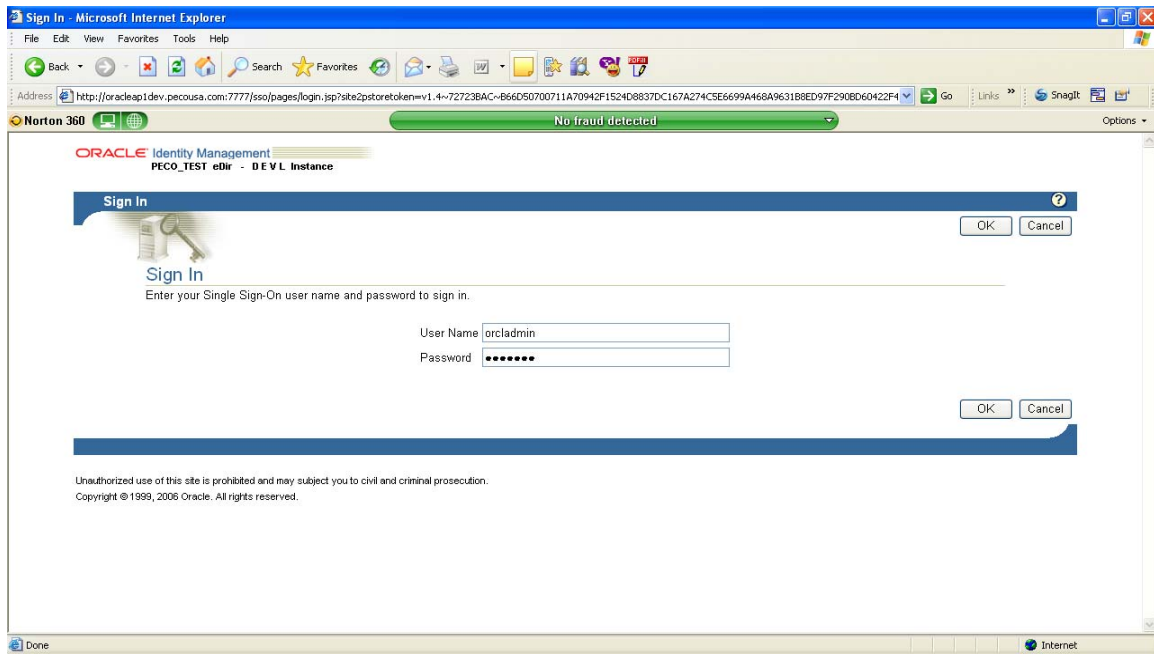 Sign In - Microsoft Internet Explorer
File Edit View Favorites Tools Help
Back Search Favorites
Address http://oracleap1dev.pecousa.com:7777/sso/pages/login.jsp?site2pstoretoken=v1.4~72723BAC~B66D50700711A70942F1524D8837DC167A274C5E6699A468A9631B8ED97F290BD60422F4 Go Links » SnagIt
Norton 360 No fraud detected Options
ORACLE Identity Management
PECO_TEST eDir - D E V L Instance
Sign In ?
OK Cancel
Sign In
Enter your Single Sign-On user name and password to sign in.
User Name orcladmin
Password •••••••
OK Cancel
Unauthorized use of this site is prohibited and may subject you to civil and criminal prosecution.
Copyright © 1999, 2006 Oracle. All rights reserved.
Done Internet